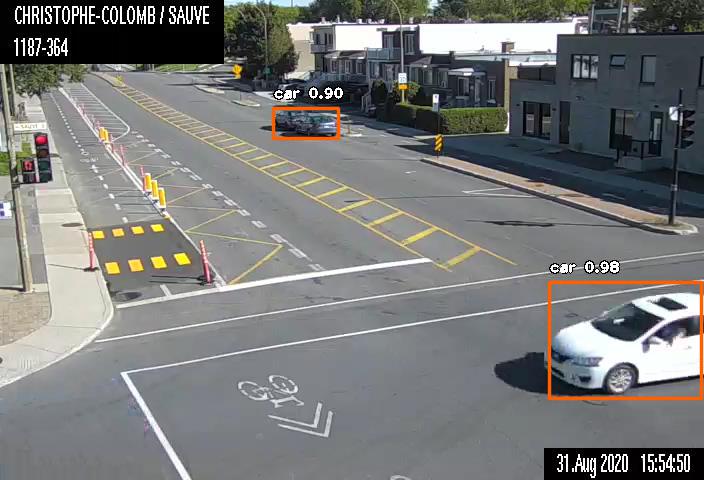 CHRISTOPHE-COLOMB / SAUVE
1187-364
car 0.90
car 0.98
31.Aug 2020 15:54:50